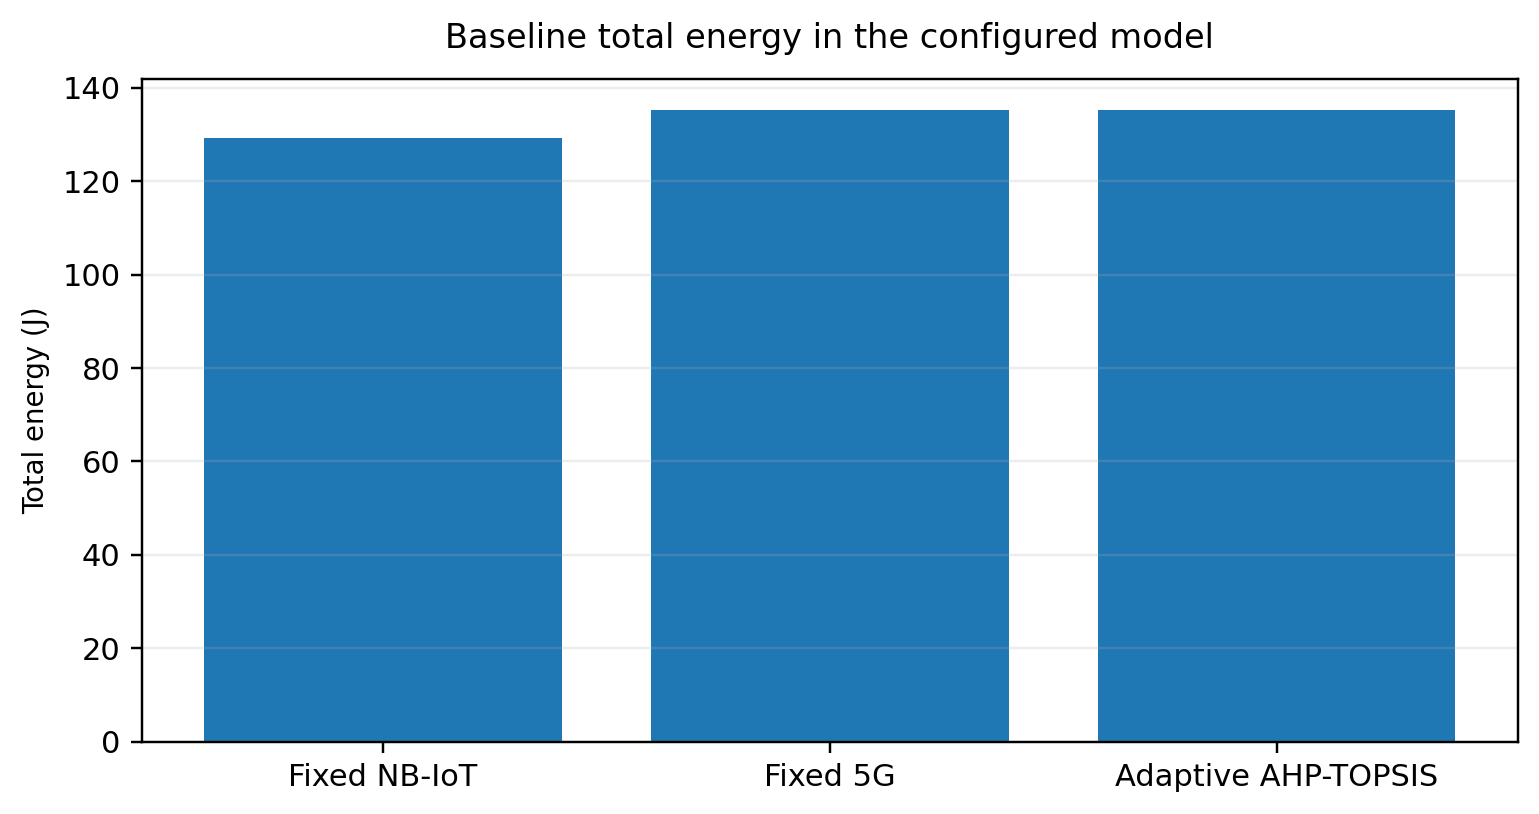 Baseline total energy in the configured model
Total energy (J)
140
120
100
80
60
40
20
0
Fixed NB-IoT
Fixed 5G
Adaptive AHP-TOPSIS